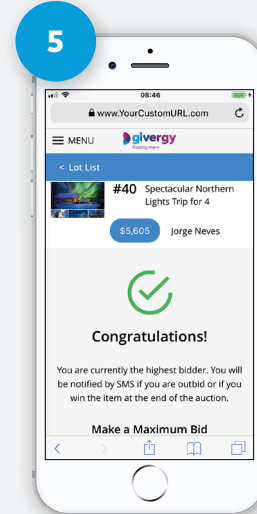 5
08:46
www.YourCustomURL.com
MENU
givergy
Raising more
< Lot List
#40 Spectacular Northern
Lights Trip for 4
$5,605 Jorge Neves
Congratulations!
You are currently the highest bidder. You will
be notified by SMS if you are outbid or if you
win the item at the end of the auction.
Make a Maximum Bid